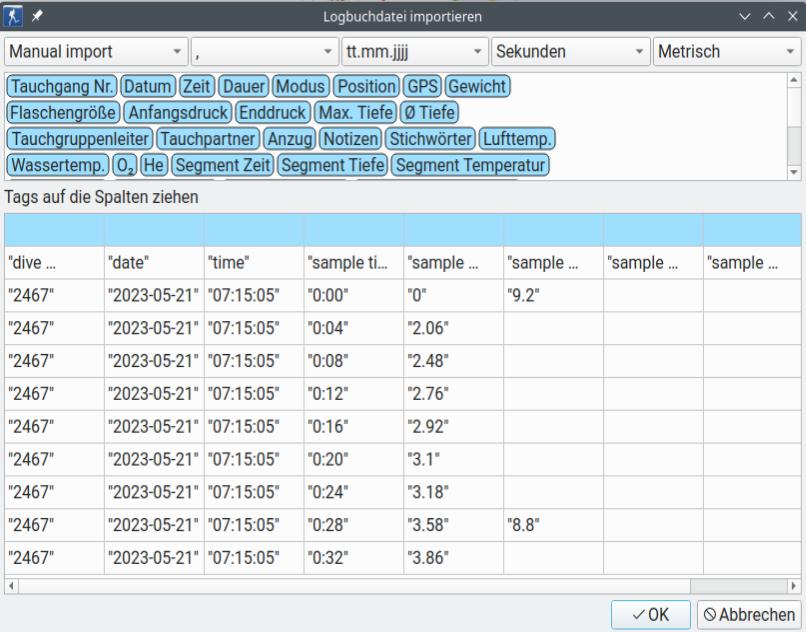 Logbuchdatei importieren
Manual import , tt.mm.jjjj Sekunden Metrisch
Tauchgang Nr. Datum Zeit Dauer Modus Position GPS Gewicht
Flaschengröße Anfangsdruck Enddruck Max. Tiefe Ø Tiefe
Tauchgruppenleiter Tauchpartner Anzug Notizen Stichwörter Lufttemp.
Wassertemp. O₂ He Segment Zeit Segment Tiefe Segment Temperatur
Tags auf die Spalten ziehen
"dive ... "date" "time" "sample ti... "sample ... "sample ... "sample ... "sample ...
"2467" "2023-05-21" "07:15:05" "0:00" "0" "9.2"
"2467" "2023-05-21" "07:15:05" "0:04" "2.06"
"2467" "2023-05-21" "07:15:05" "0:08" "2.48"
"2467" "2023-05-21" "07:15:05" "0:12" "2.76"
"2467" "2023-05-21" "07:15:05" "0:16" "2.92"
"2467" "2023-05-21" "07:15:05" "0:20" "3.1"
"2467" "2023-05-21" "07:15:05" "0:24" "3.18"
"2467" "2023-05-21" "07:15:05" "0:28" "3.58" "8.8"
"2467" "2023-05-21" "07:15:05" "0:32" "3.86"
OK Abbrechen